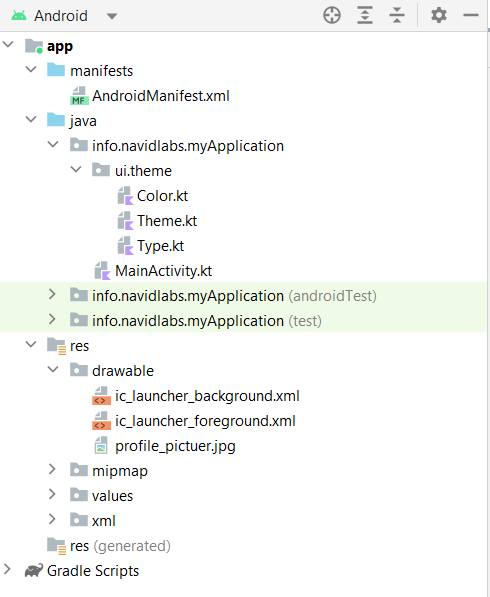 Android
app
manifests
MF AndroidManifest.xml
java
info.navidlabs.myApplication
ui.theme
Color.kt
Theme.kt
Type.kt
MainActivity.kt
info.navidlabs.myApplication (androidTest)
info.navidlabs.myApplication (test)
res
drawable
ic_launcher_background.xml
ic_launcher_foreground.xml
profile_pictuer.jpg
mipmap
values
xml
res (generated)
Gradle Scripts